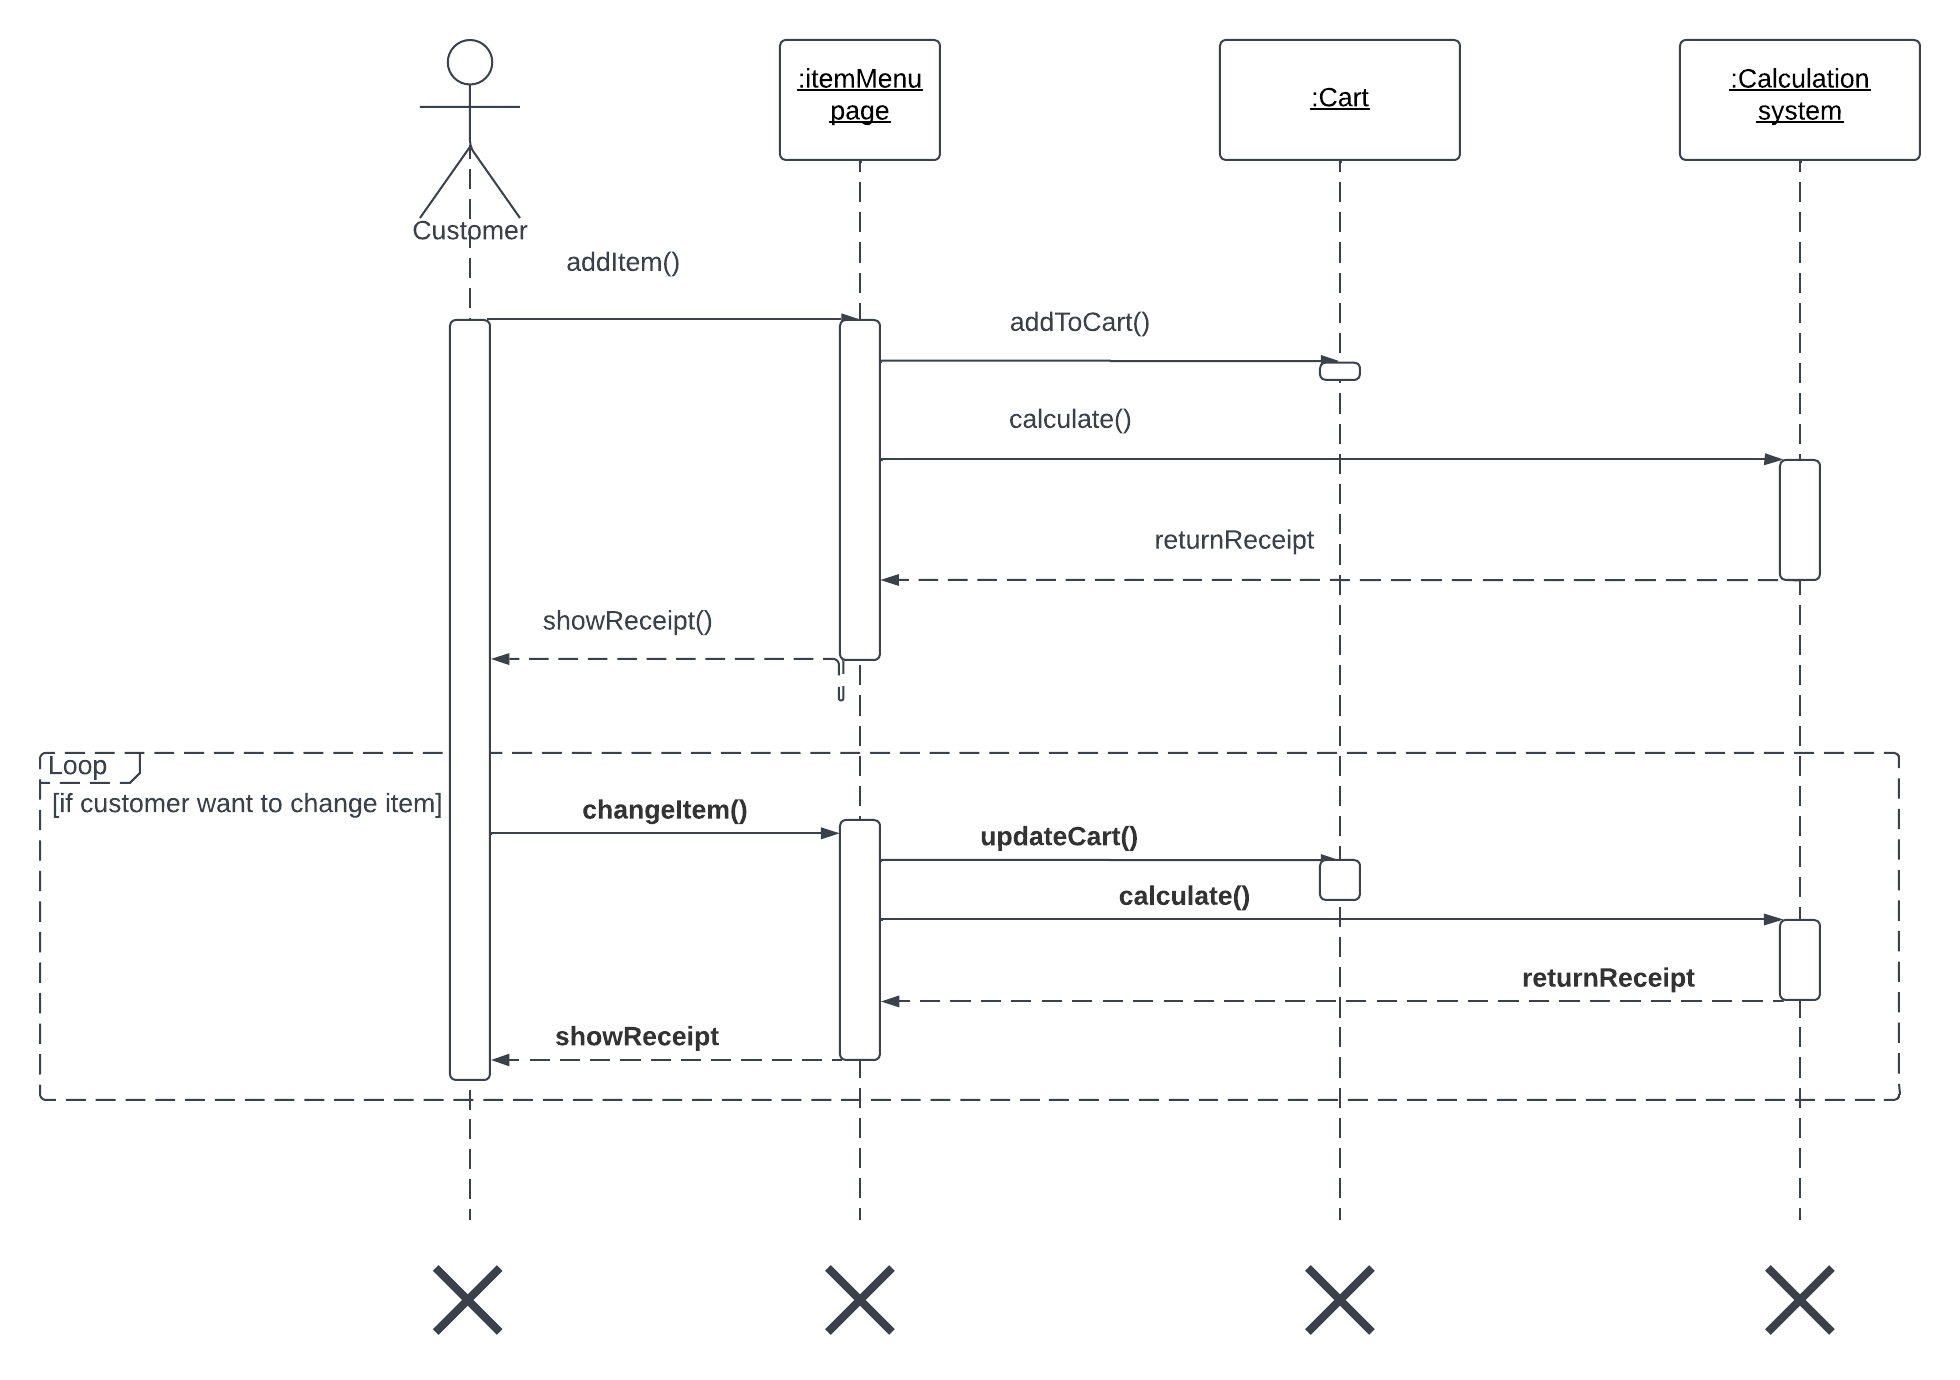 :itemMenu
page
:Cart
:Calculation
system
Customer
addItem()
addToCart()
calculate()
returnReceipt
showReceipt()
Loop
[if customer want to change item]
changeItem()
updateCart()
calculate()
returnReceipt
showReceipt